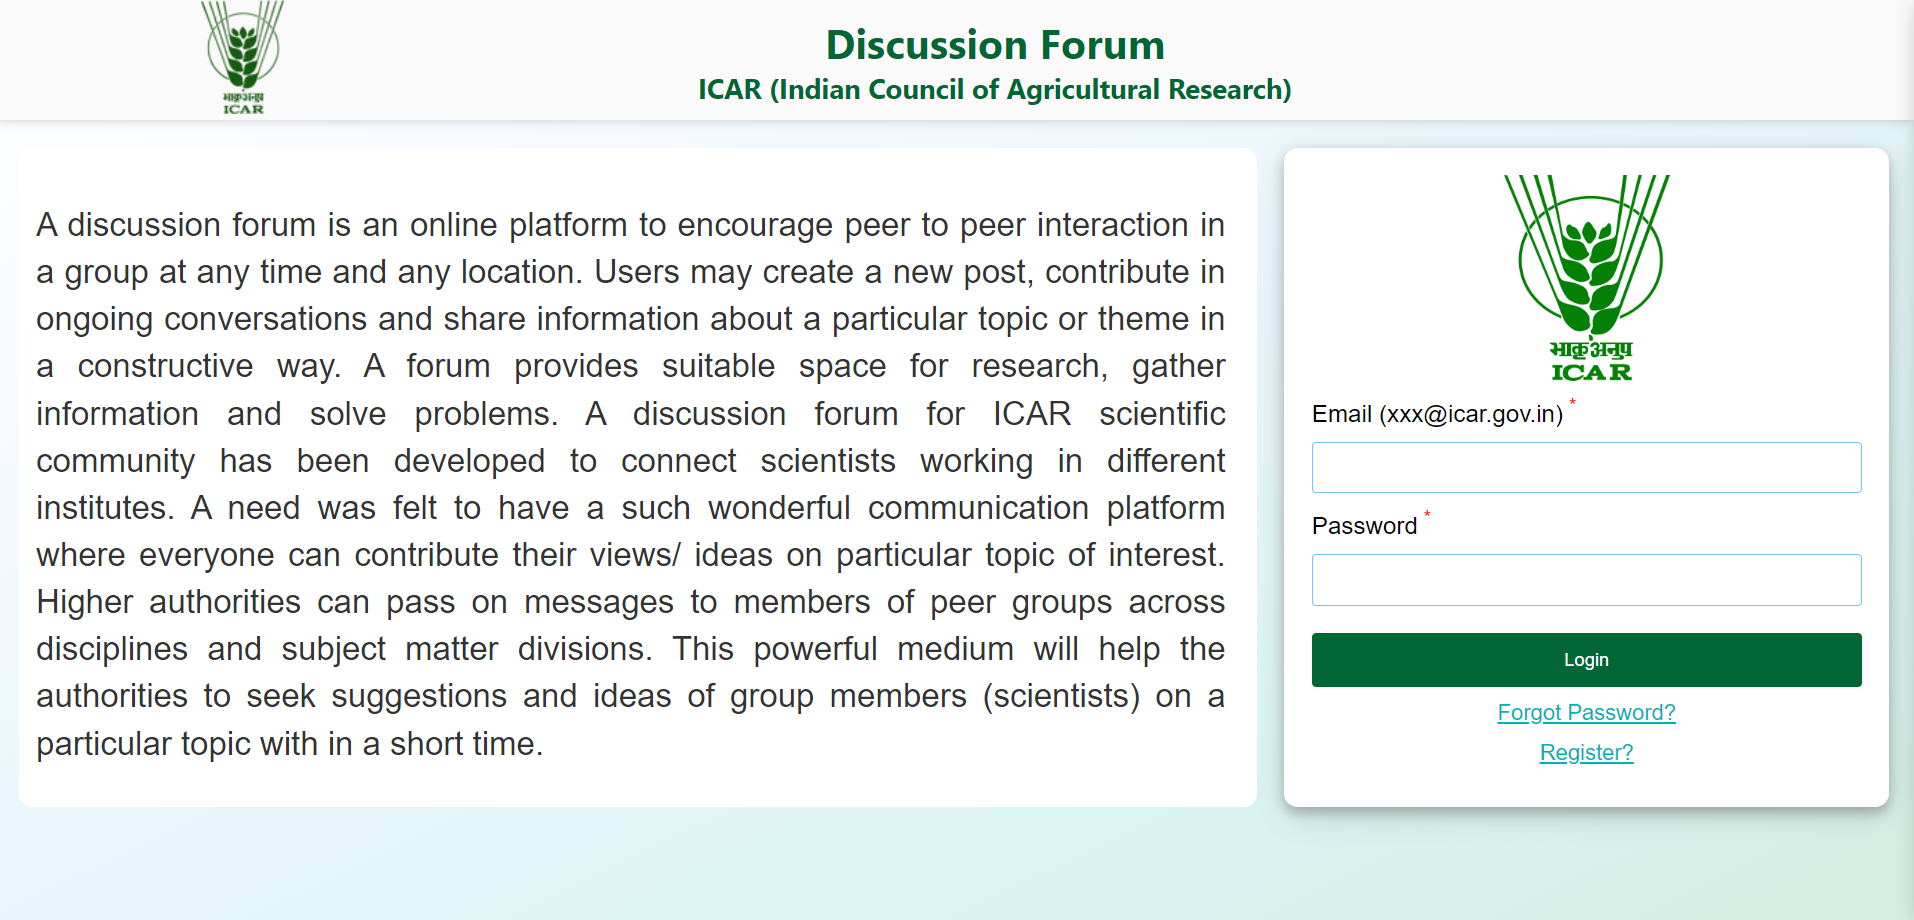 भाकृअनुप
ICAR
Discussion Forum
ICAR (Indian Council of Agricultural Research)
A discussion forum is an online platform to encourage peer to peer interaction in
a group at any time and any location. Users may create a new post, contribute in
ongoing conversations and share information about a particular topic or theme in
a constructive way. A forum provides suitable space for research, gather
information and solve problems. A discussion forum for ICAR scientific
community has been developed to connect scientists working in different
institutes. A need was felt to have a such wonderful communication platform
where everyone can contribute their views/ ideas on particular topic of interest.
Higher authorities can pass on messages to members of peer groups across
disciplines and subject matter divisions. This powerful medium will help the
authorities to seek suggestions and ideas of group members (scientists) on a
particular topic with in a short time.
भाकृअनुप
ICAR
Email (xxx@icar.gov.in) *
Password *
Login
Forgot Password?
Register?